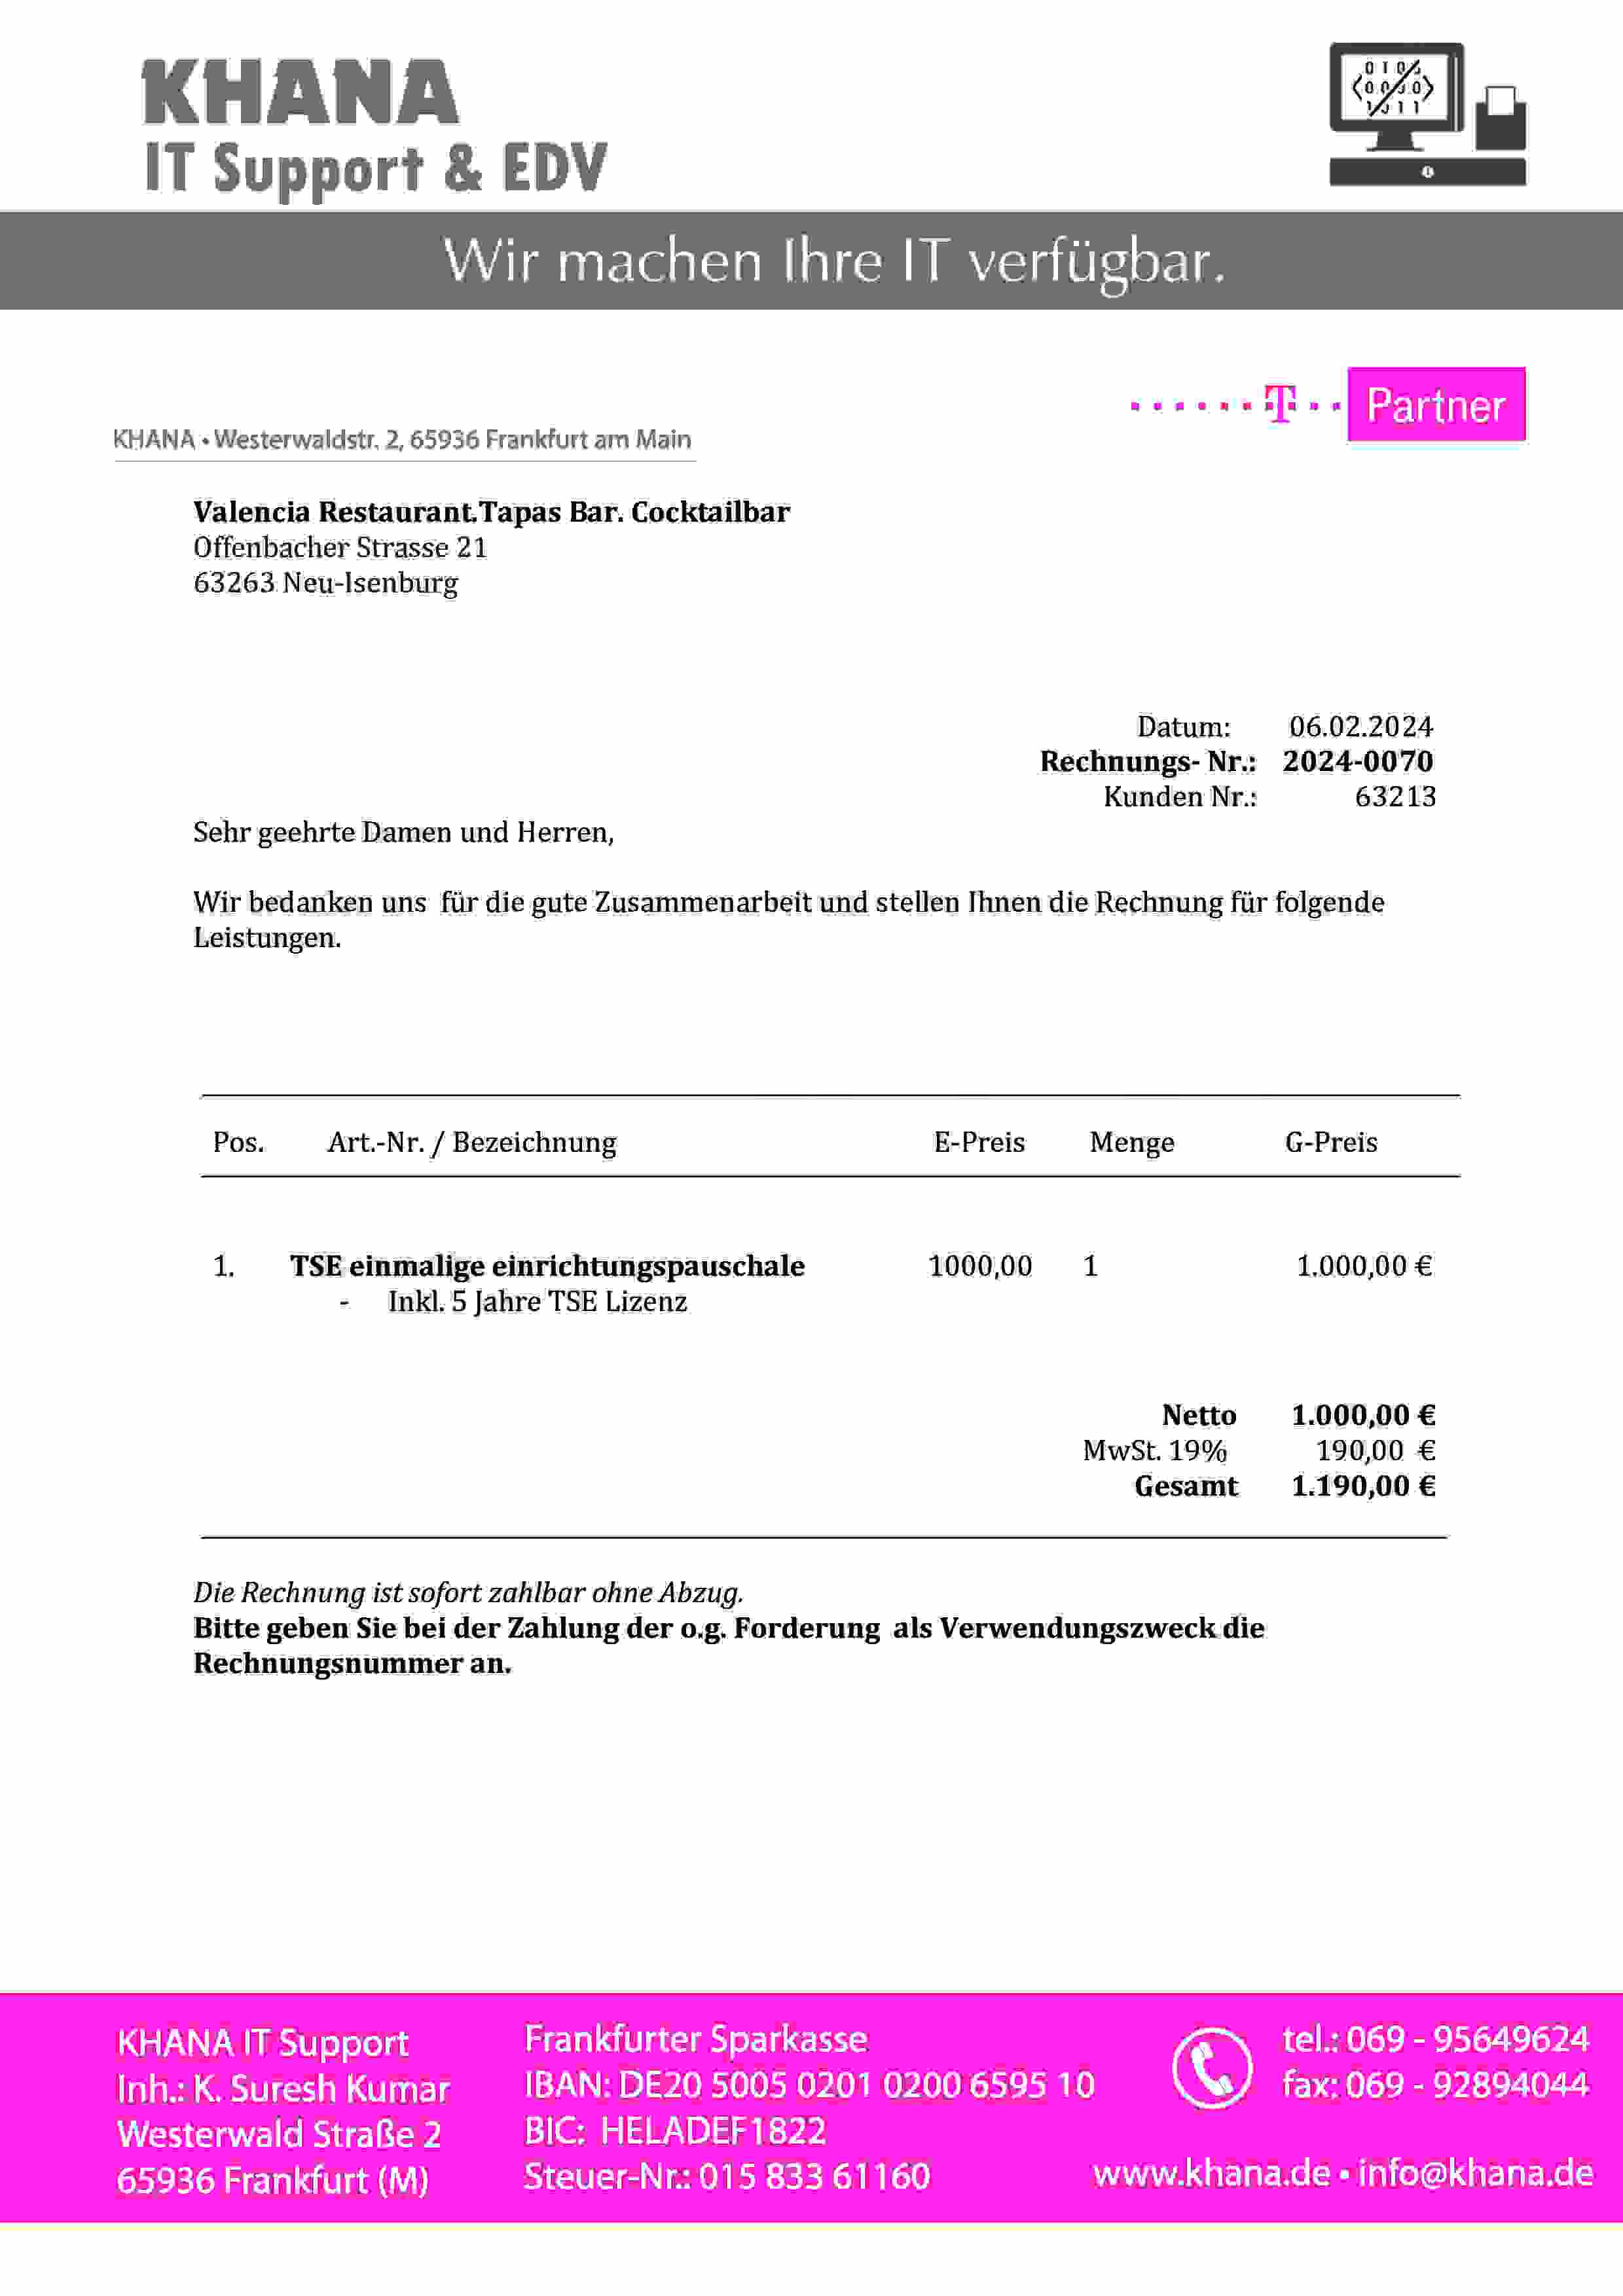 KHANA
IT Support & EDV
Wir machen Ihre IT verfügbar.
T Partner
KHANA • Westerwaldstr. 2, 65936 Frankfurt am Main
Valencia Restaurant.Tapas Bar. Cocktailbar
Offenbacher Strasse 21
63263 Neu-Isenburg
Datum: 06.02.2024
Rechnungs- Nr.: 2024-0070
Kunden Nr.: 63213
Sehr geehrte Damen und Herren,
Wir bedanken uns für die gute Zusammenarbeit und stellen Ihnen die Rechnung für folgende
Leistungen.
Pos. Art.-Nr. / Bezeichnung E-Preis Menge G-Preis
1. TSE einmalige einrichtungspauschale 1000,00 1 1.000,00 €
- Inkl. 5 Jahre TSE Lizenz
Netto 1.000,00 €
MwSt. 19% 190,00 €
Gesamt 1.190,00 €
Die Rechnung ist sofort zahlbar ohne Abzug.
Bitte geben Sie bei der Zahlung der o.g. Forderung als Verwendungszweck die
Rechnungsnummer an.
KHANA IT Support
Inh.: K. Suresh Kumar
Westerwald Straße 2
65936 Frankfurt (M)
Frankfurter Sparkasse
IBAN: DE20 5005 0201 0200 6595 10
BIC: HELADEF1822
Steuer-Nr.: 015 833 61160
tel.: 069 - 95649624
fax: 069 - 92894044
www.khana.de • info@khana.de